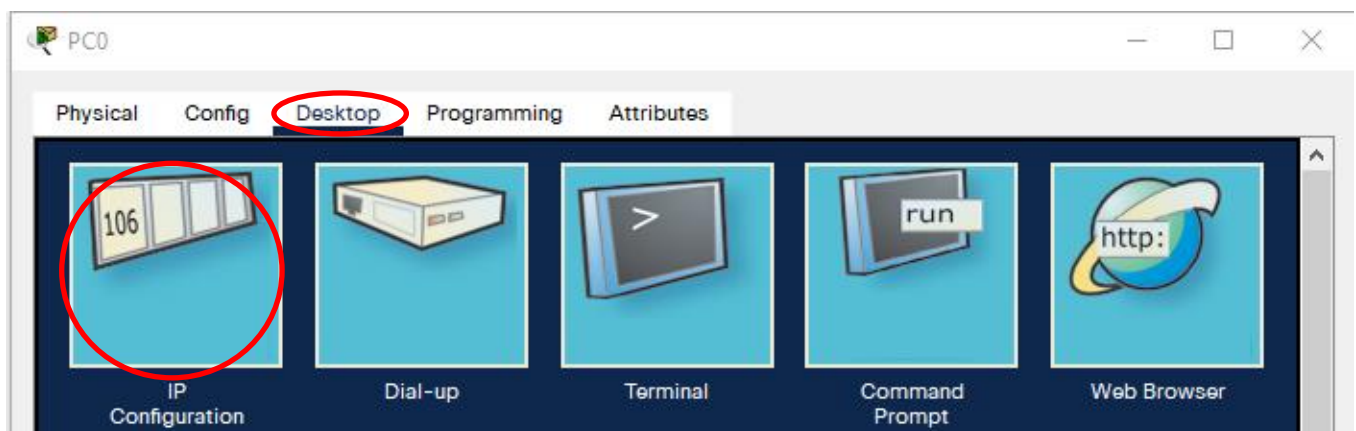 PC0
Physical Config Desktop Programming Attributes
106
>
run
http:
IP Configuration
Dial-up
Terminal
Command Prompt
Web Browser